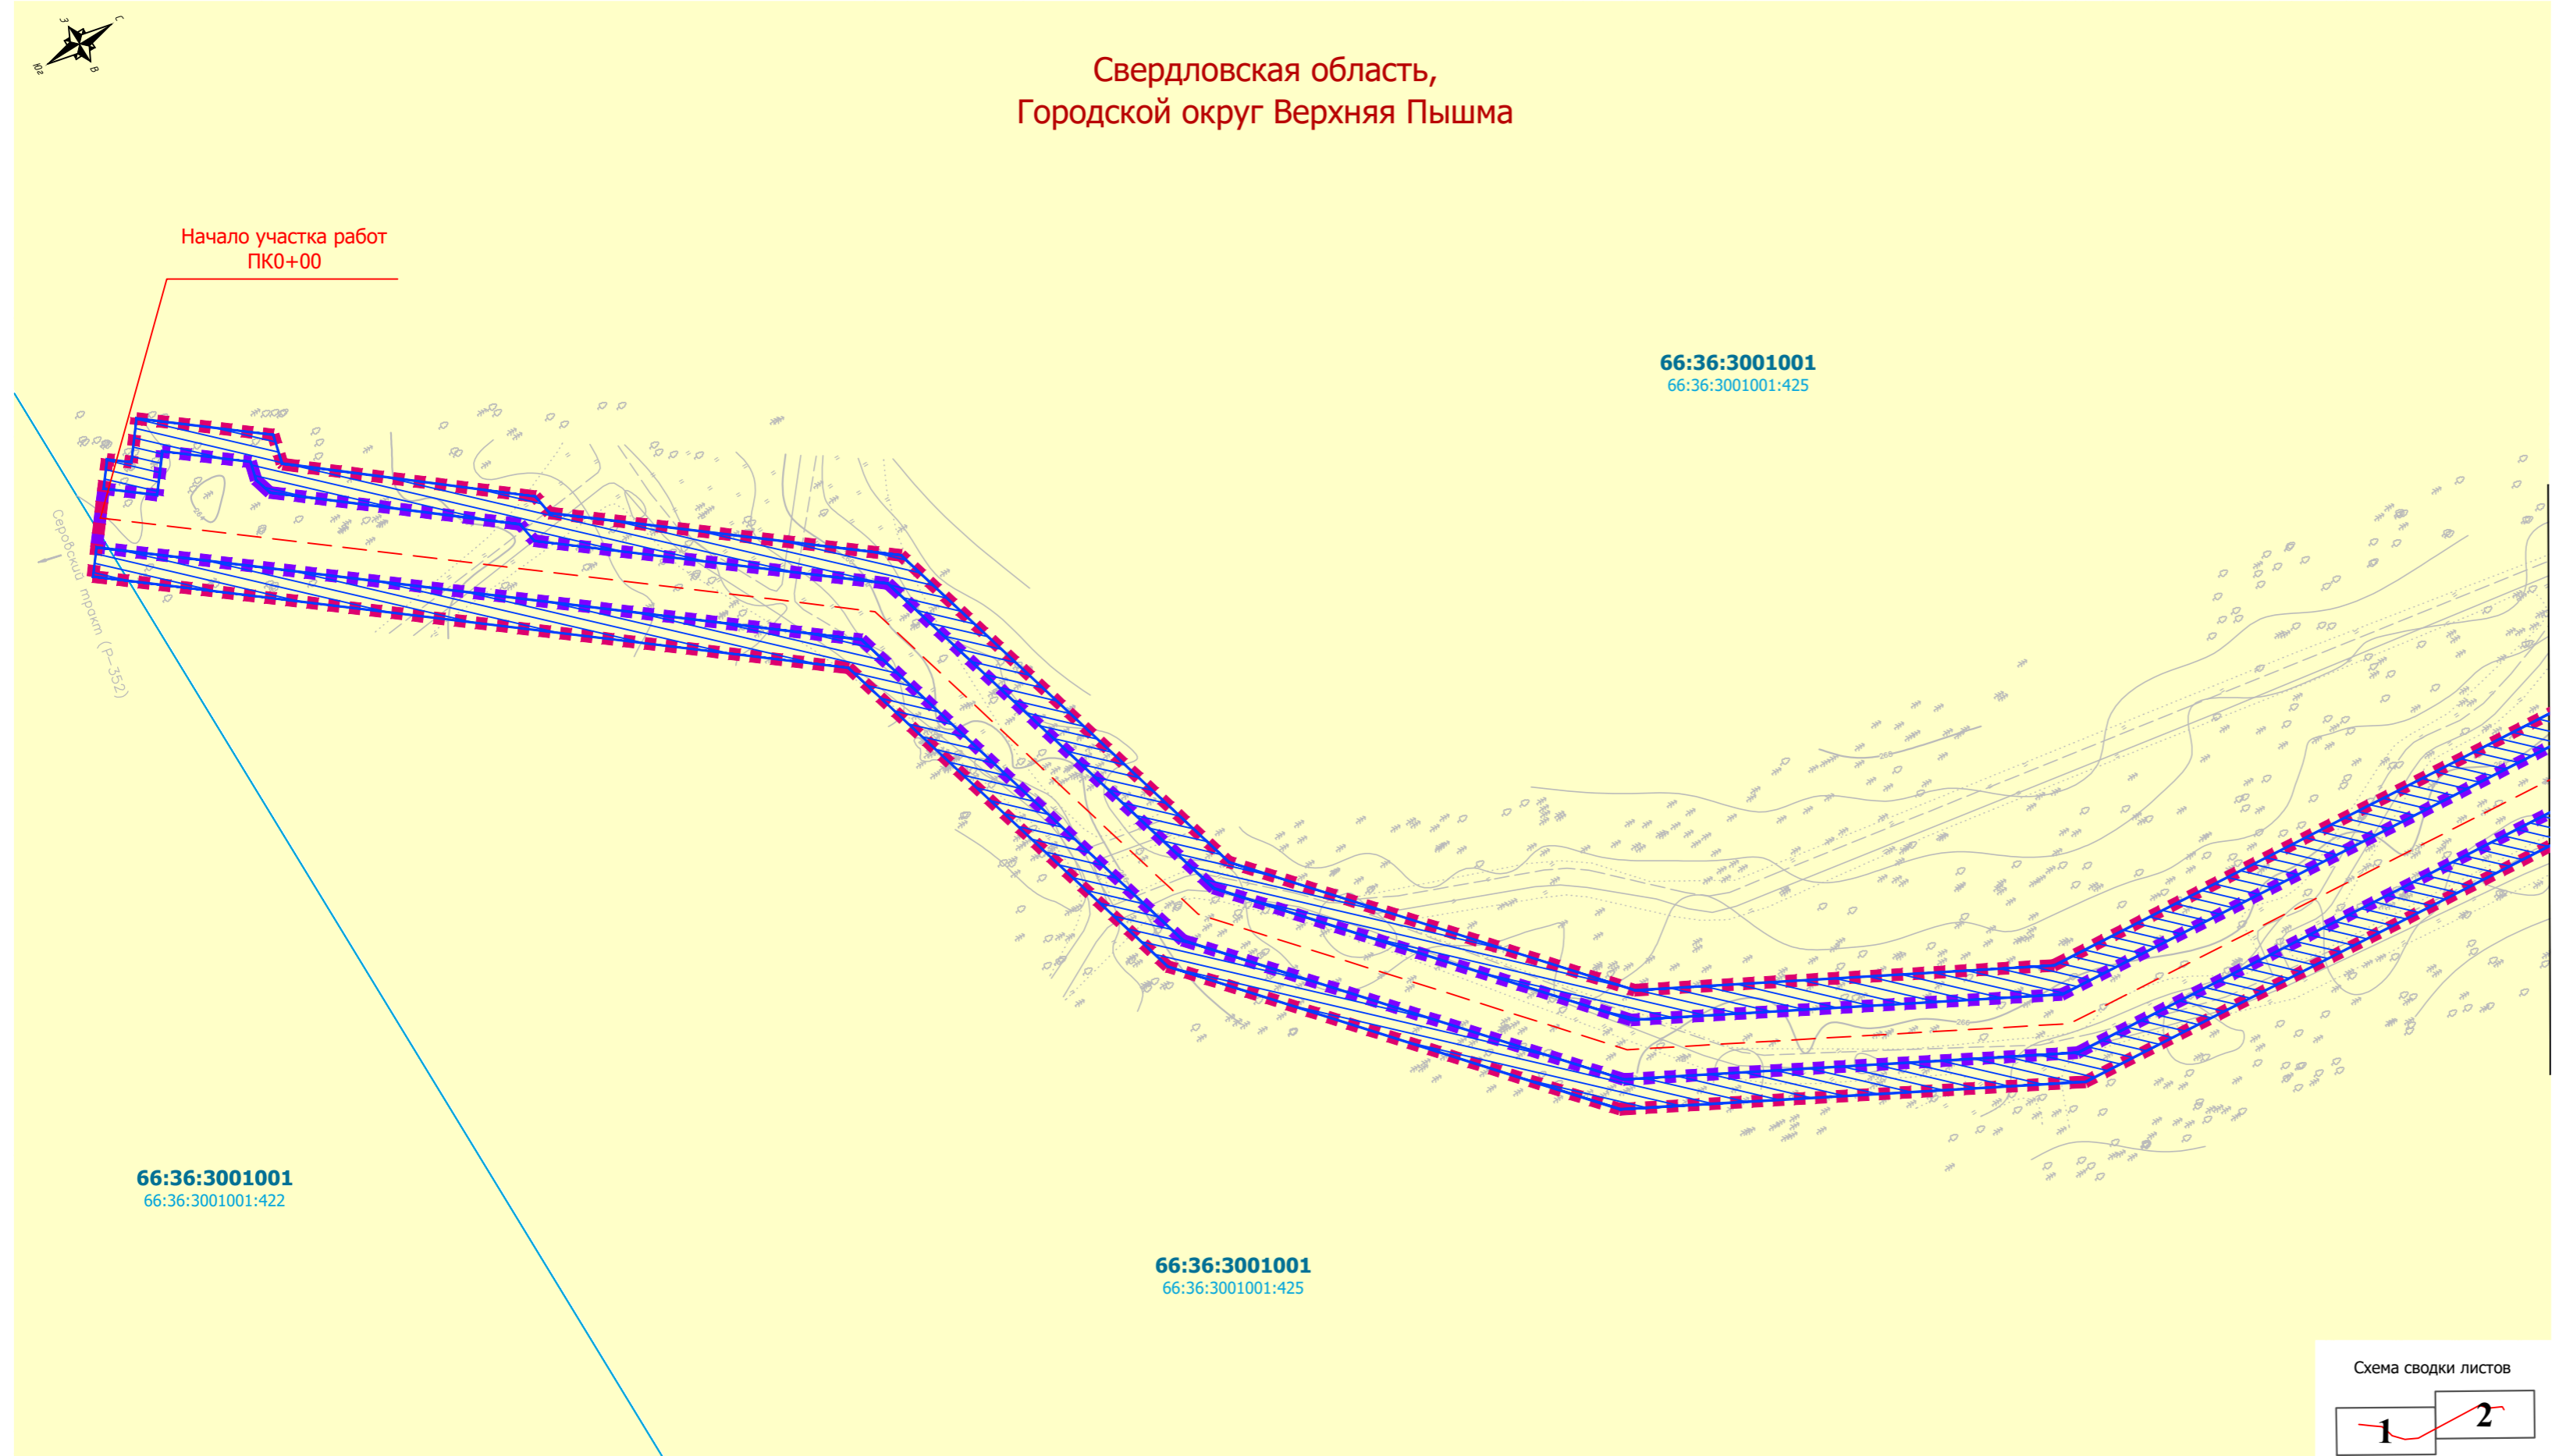 З
С
Юг
В
Свердловская область,
Городской округ Верхняя Пышма
Начало участка работ
ПК0+00
66:36:3001001
66:36:3001001:425
Серовский тракт (Р-352)
66:36:3001001
66:36:3001001:422
66:36:3001001
66:36:3001001:425
Схема сводки листов
1
2